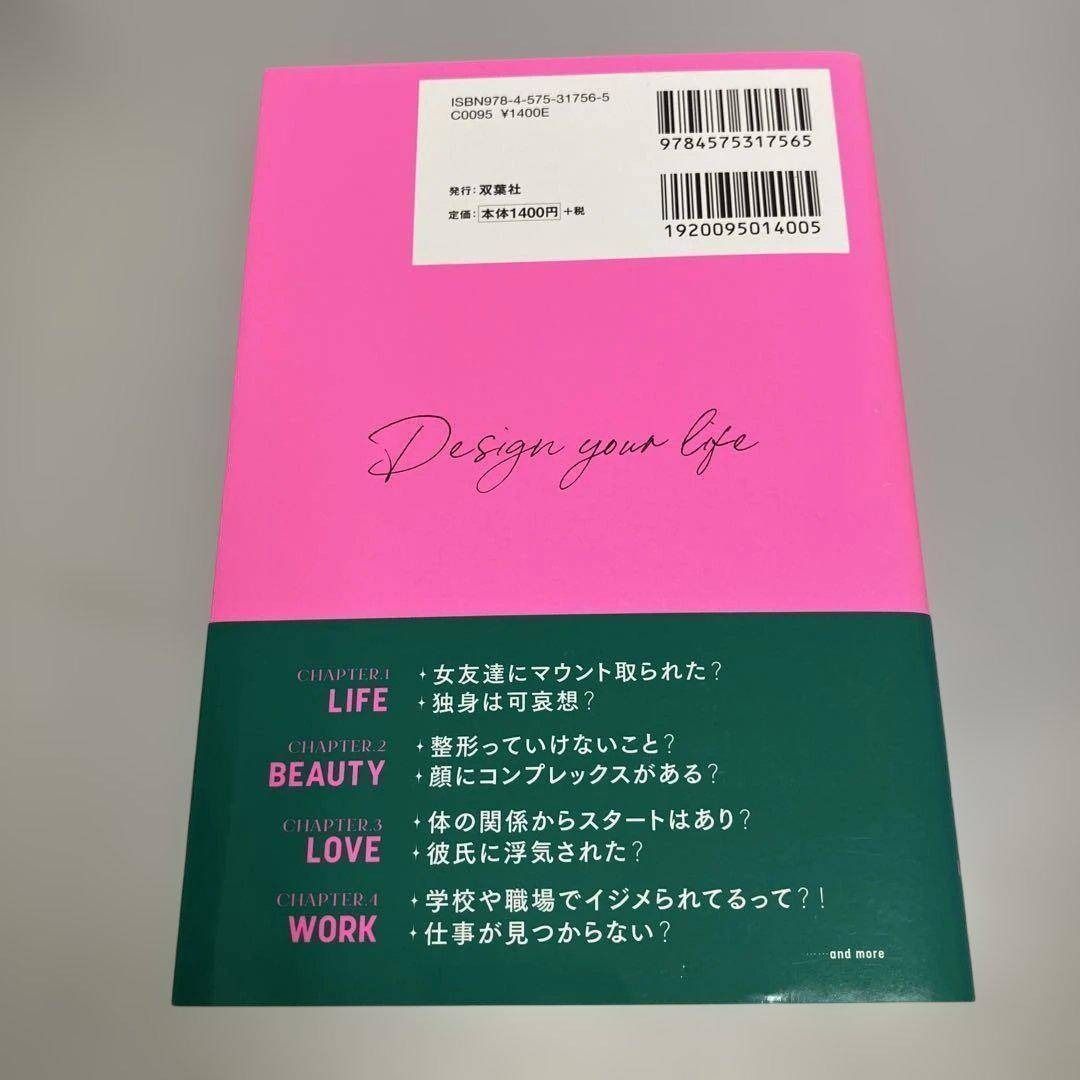 ISBN978-4-575-31756-5
C0095 ¥1400E
9784575317565
発行：双葉社
定価：本体1400円＋税
1920095014005
Design your life
CHAPTER.1
LIFE
女友達にマウント取られた？
独身は可哀想？
CHAPTER.2
BEAUTY
整形っていけないこと？
顔にコンプレックスがある？
CHAPTER.3
LOVE
体の関係からスタートはあり？
彼氏に浮気された？
CHAPTER.4
WORK
学校や職場でイジメられてるって？！
仕事が見つからない？
……and more